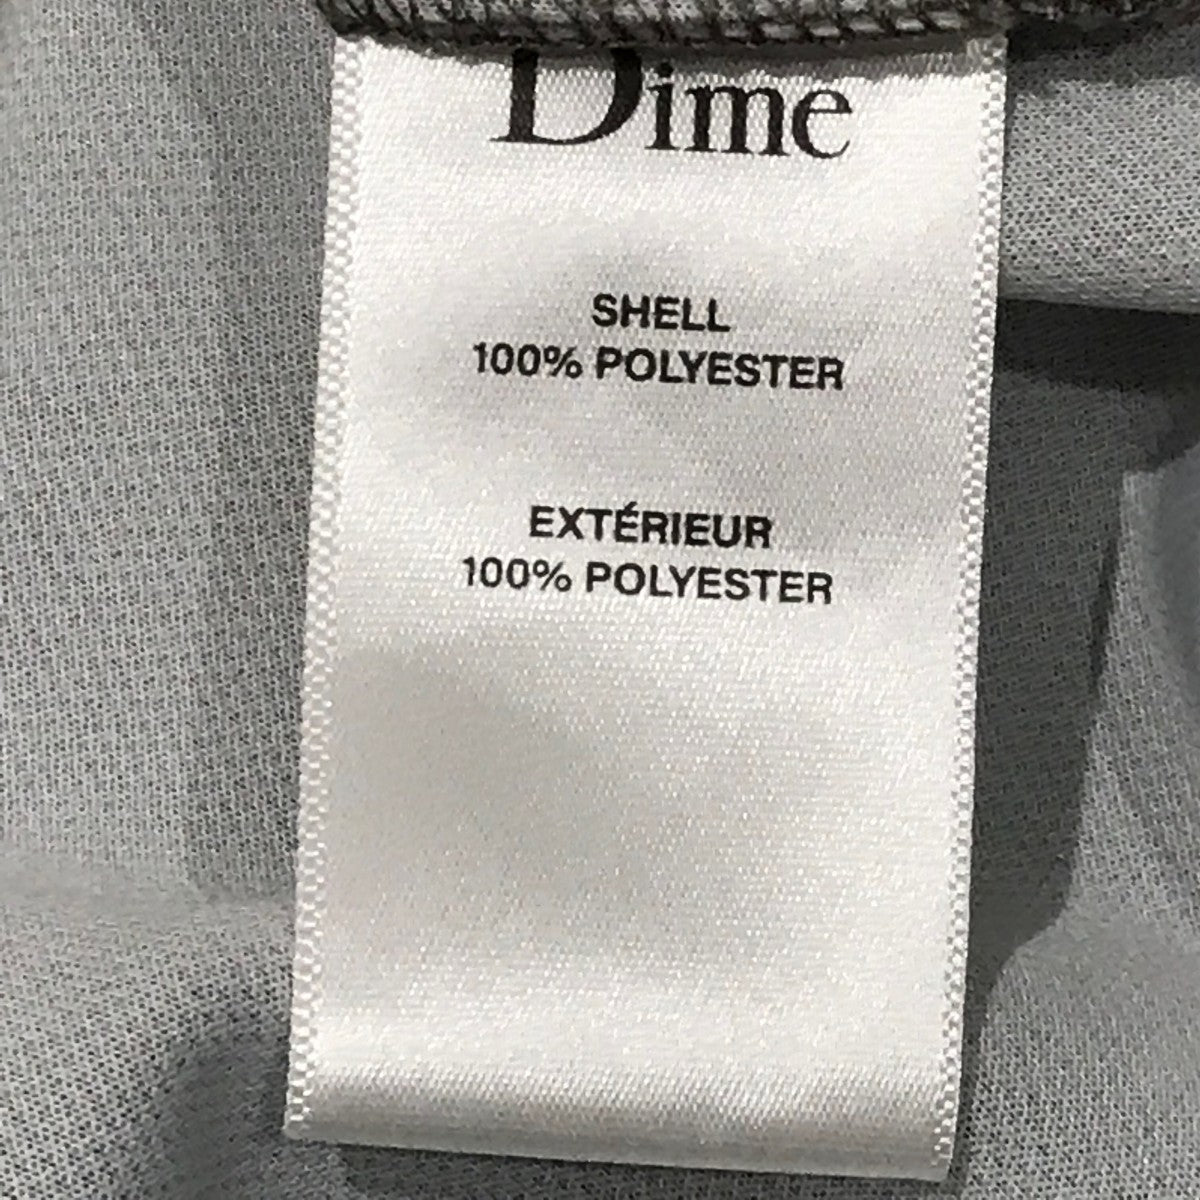 Dime
SHELL
100% POLYESTER
EXTÉRIEUR
100% POLYESTER